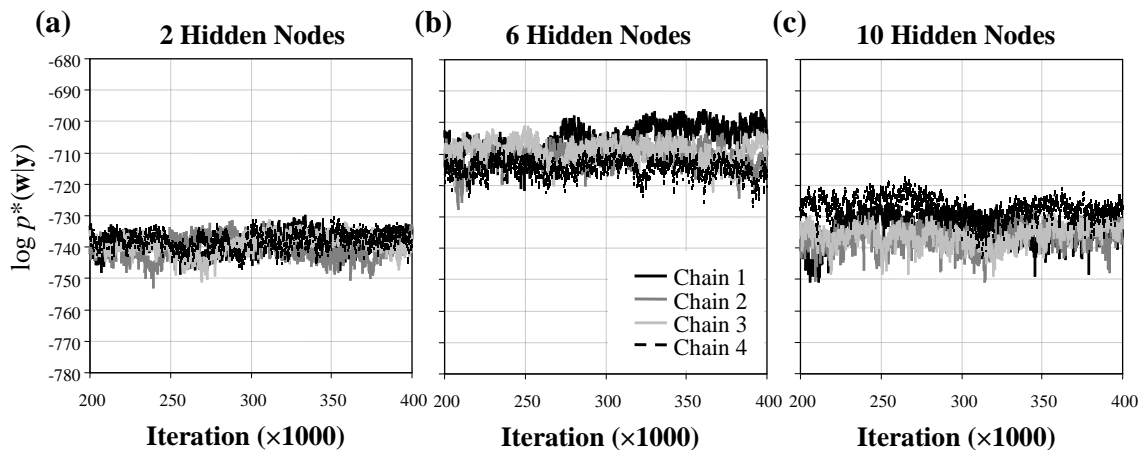 (a) 2 Hidden Nodes
(b) 6 Hidden Nodes
(c) 10 Hidden Nodes
log p*(w|y)
-680
-690
-700
-710
-720
-730
-740
-750
-760
-770
-780
Chain 1
Chain 2
Chain 3
Chain 4
200 250 300 350 400
200 250 300 350 400
200 250 300 350 400
Iteration (×1000)
Iteration (×1000)
Iteration (×1000)